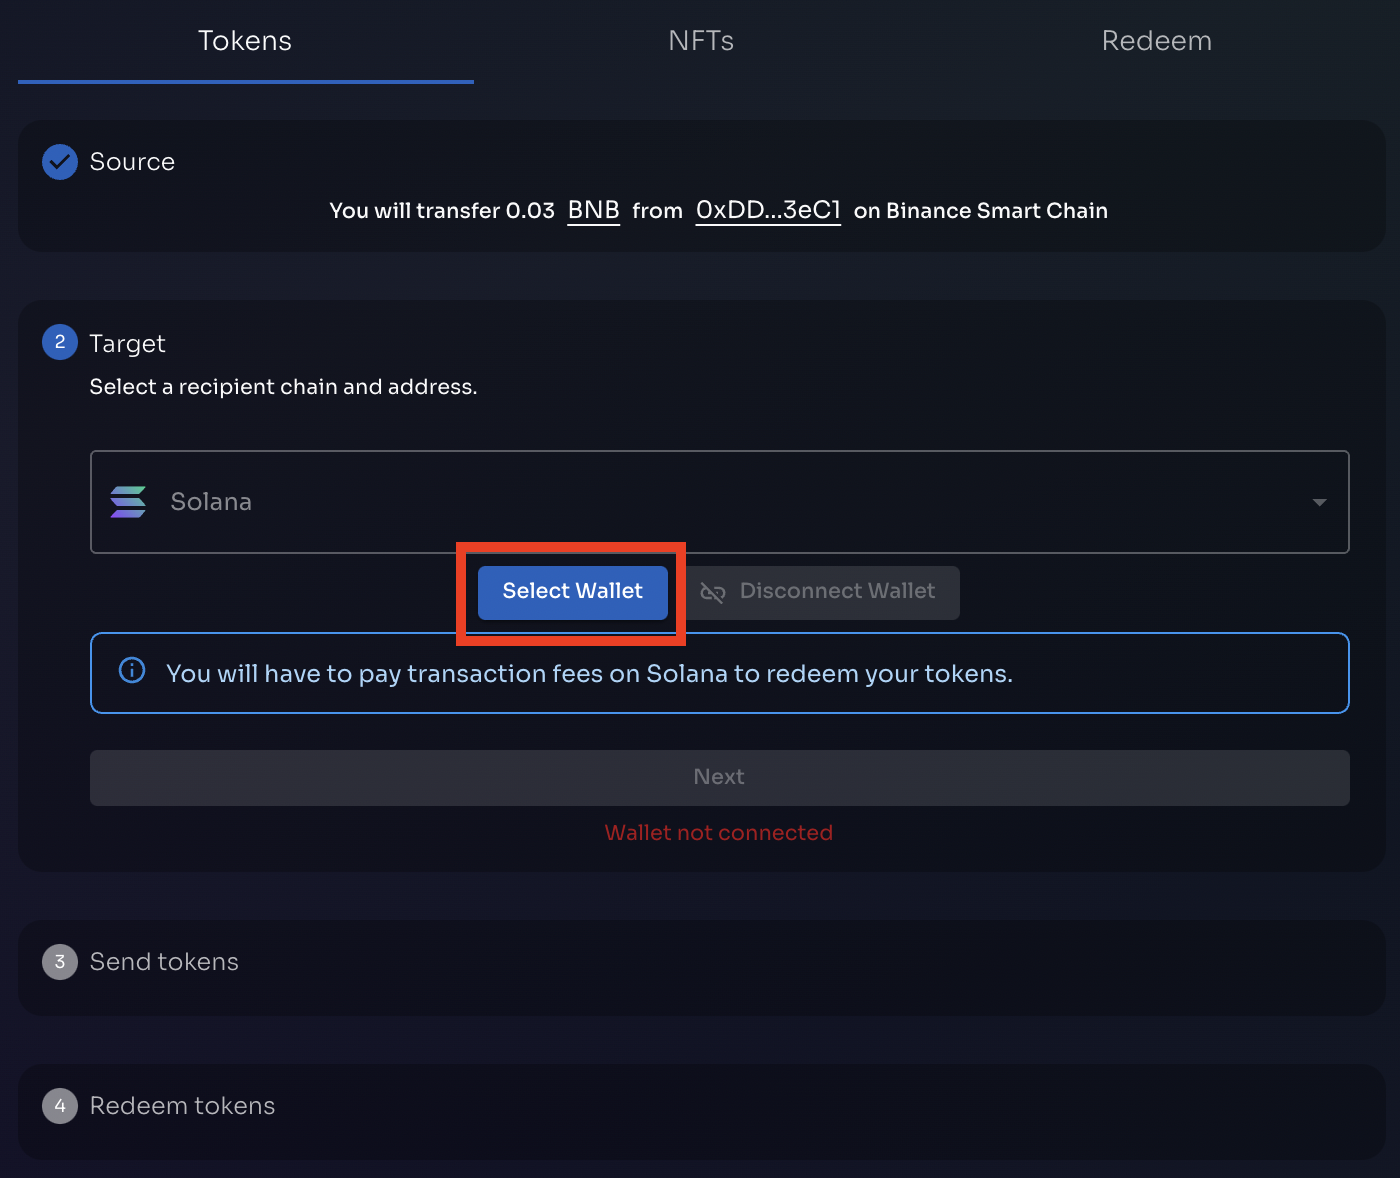 Tokens
NFTs
Redeem
Source
You will transfer 0.03 BNB from 0xDD...3eC1 on Binance Smart Chain
2
Target
Select a recipient chain and address.
Solana
Select Wallet
Disconnect Wallet
You will have to pay transaction fees on Solana to redeem your tokens.
Next
Wallet not connected
3
Send tokens
4
Redeem tokens